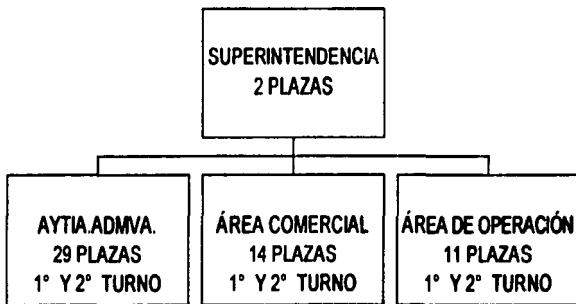 SUPERINTENDENCIA
2 PLAZAS
AYTIA.ADMVA.
29 PLAZAS
1° Y 2° TURNO
ÁREA COMERCIAL
14 PLAZAS
1° Y 2° TURNO
ÁREA DE OPERACIÓN
11 PLAZAS
1° Y 2° TURNO